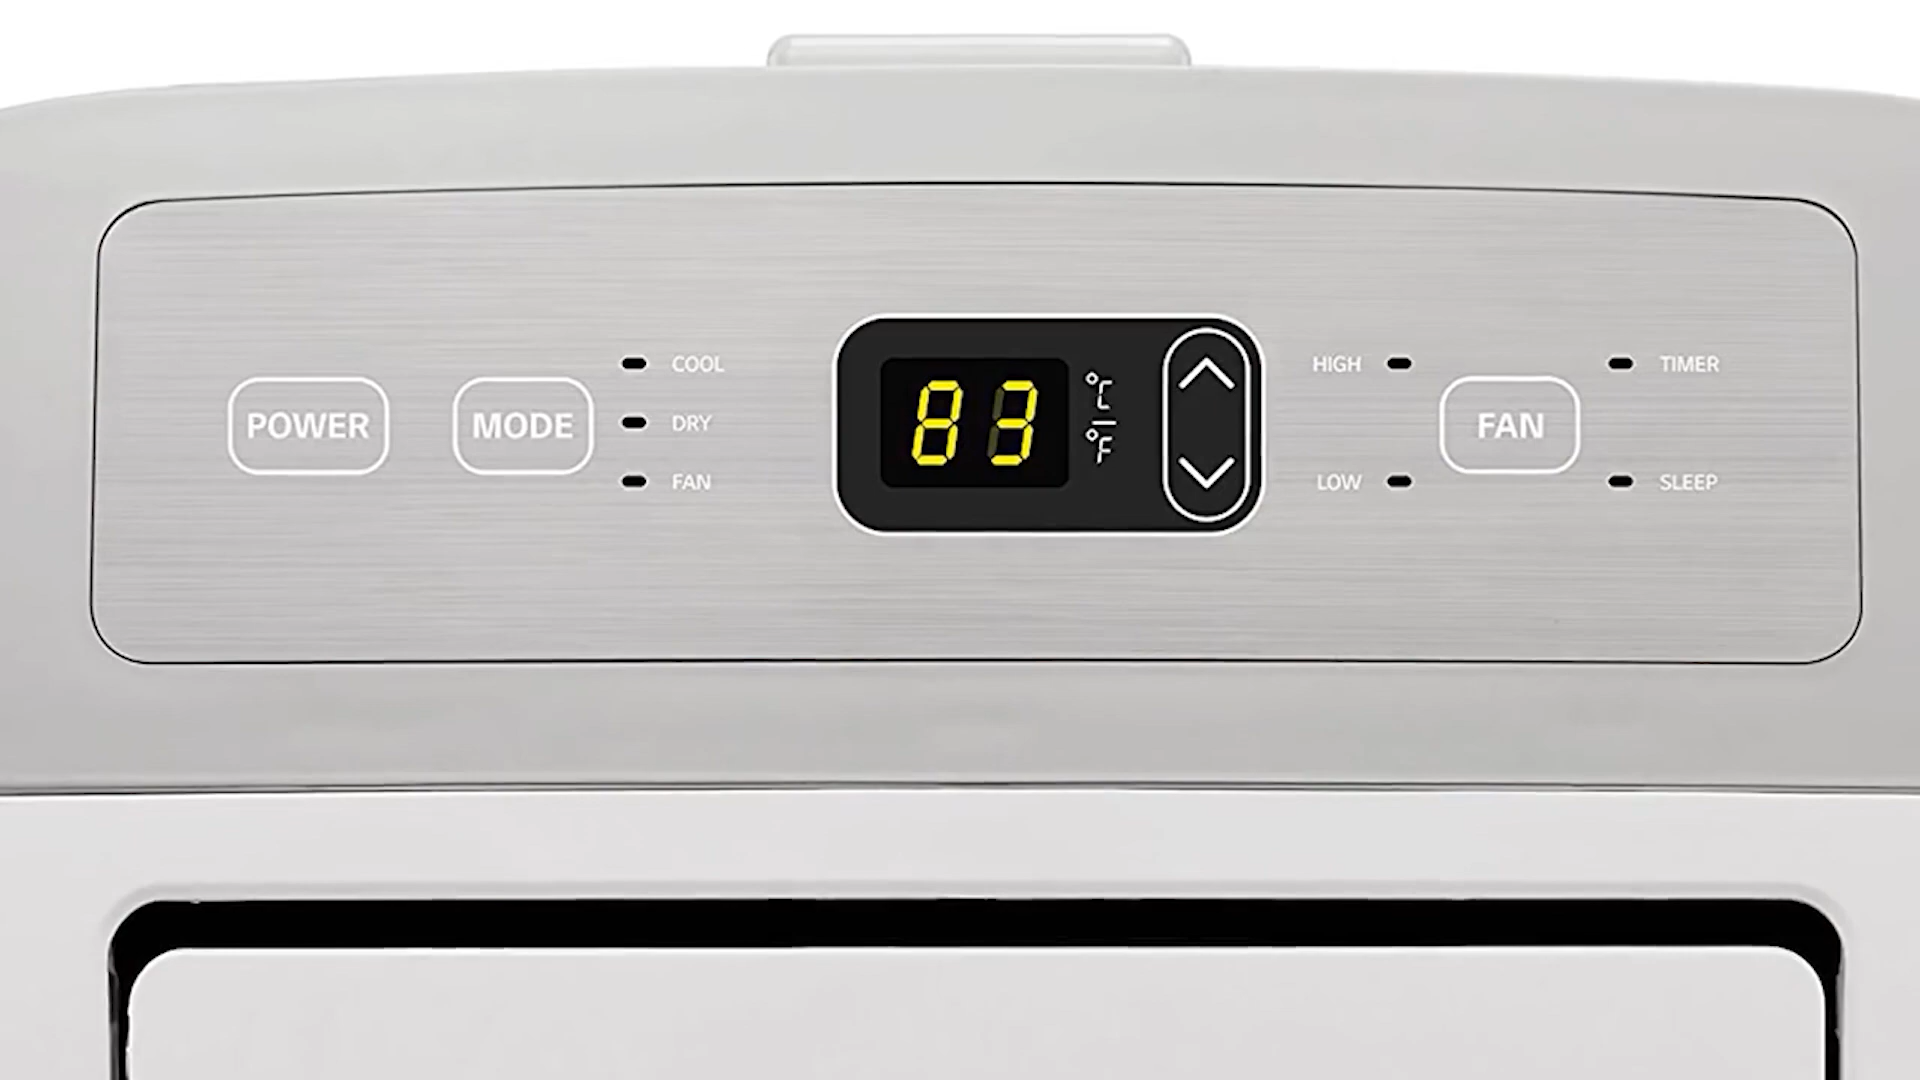 POWER
MODE
COOL
DRY
FAN
83
°C
°F
HIGH
LOW
FAN
TIMER
SLEEP